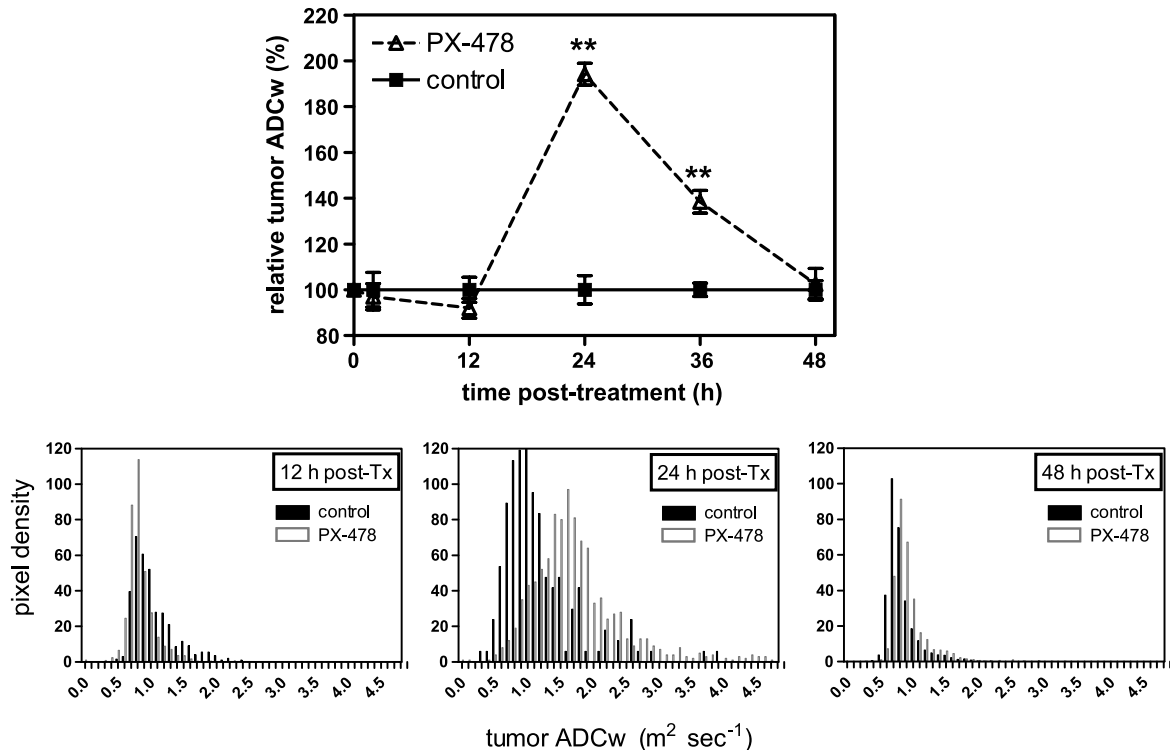 relative tumor ADCw (%)
220
200
180
160
140
120
100
80
PX-478
control
**
**
0 12 24 36 48
time post-treatment (h)
pixel density
120
100
80
60
40
20
0
12 h post-Tx
control
PX-478
0.0 0.5 1.0 1.5 2.0 2.5 3.0 3.5 4.0 4.5
120
100
80
60
40
20
0
24 h post-Tx
control
PX-478
0.0 0.5 1.0 1.5 2.0 2.5 3.0 3.5 4.0 4.5
120
100
80
60
40
20
0
48 h post-Tx
control
PX-478
0.0 0.5 1.0 1.5 2.0 2.5 3.0 3.5 4.0 4.5
tumor ADCw (m² sec⁻¹)